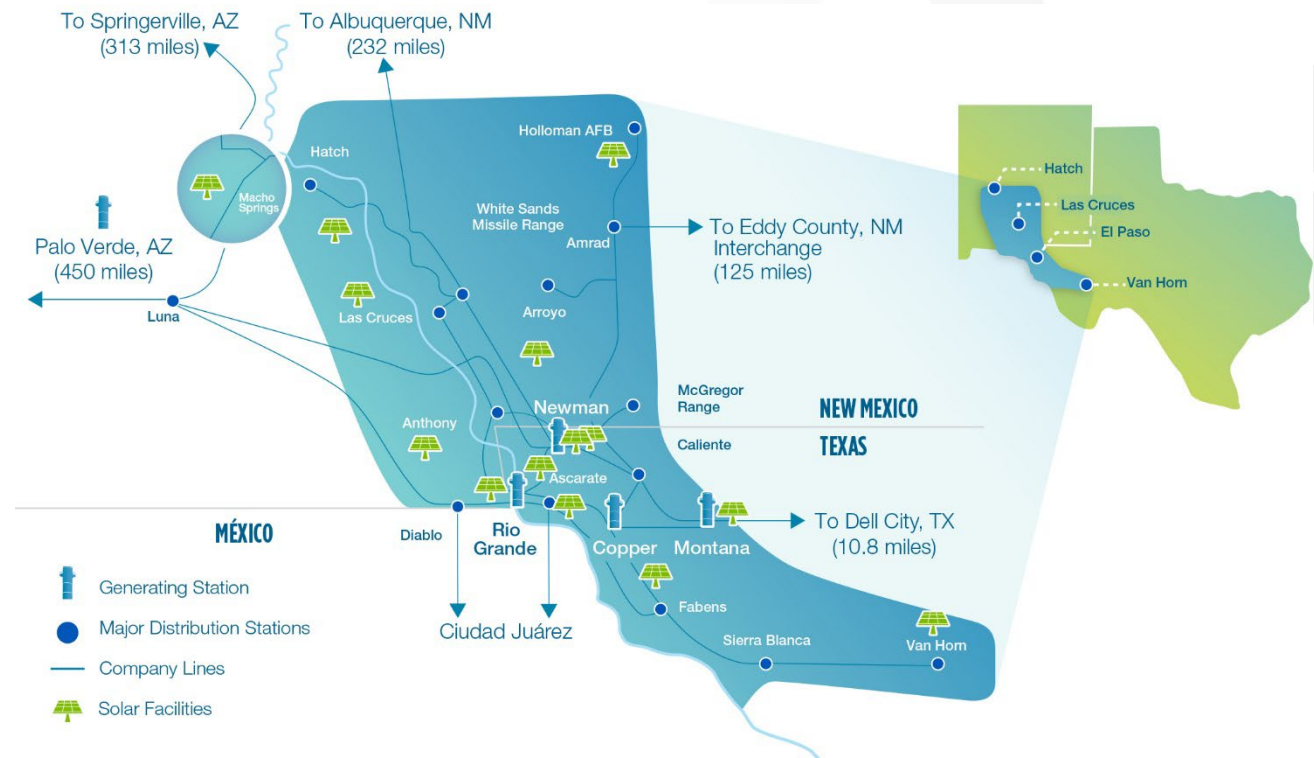 To Springerville, AZ
(313 miles)
To Albuquerque, NM
(232 miles)
Holloman AFB
Hatch
Macho
Springs
White Sands
Missile Range
Amrad
To Eddy County, NM
Interchange
(125 miles)
Palo Verde, AZ
(450 miles)
Luna
Las Cruces
Arroyo
Hatch
Las Cruces
El Paso
Van Horn
Newman
McGregor
Range
NEW MEXICO
Anthony
Caliente
TEXAS
Ascarate
MÉXICO
Diablo
Rio
Grande
Copper
Montana
To Dell City, TX
(10.8 miles)
Generating Station
Major Distribution Stations
Company Lines
Solar Facilities
Ciudad Juárez
Fabens
Sierra Blanca
Van Horn